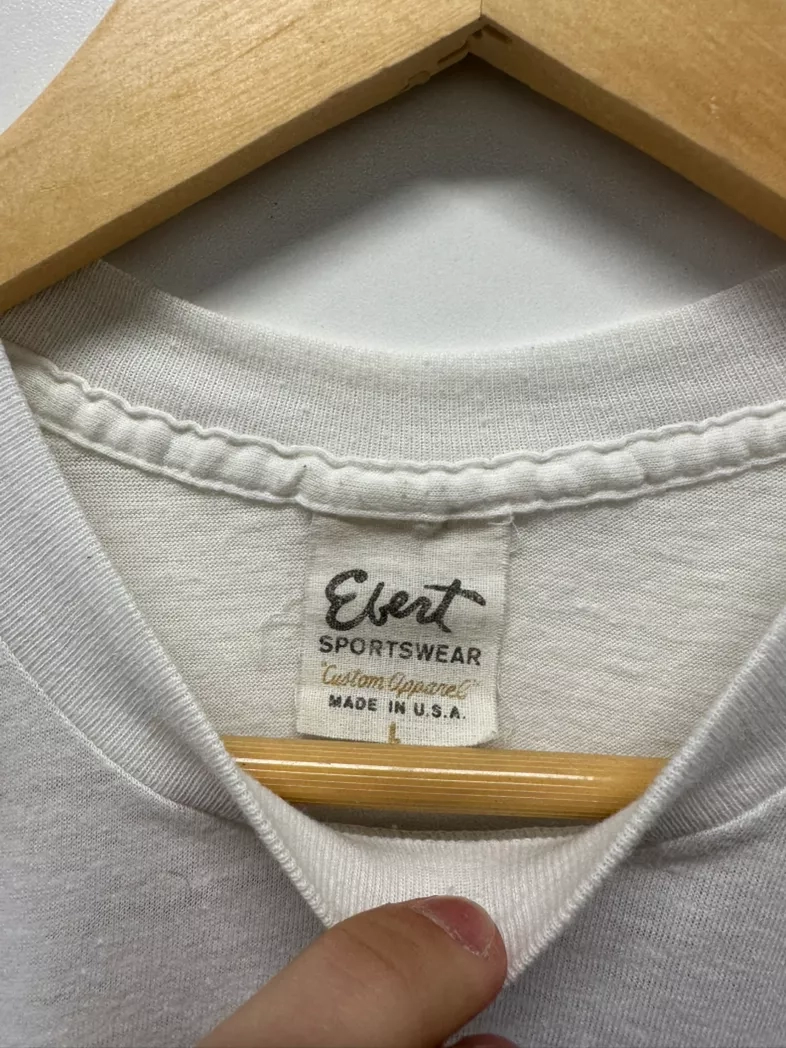 Ebert
SPORTSWEAR
"Custom Apparel"
MADE IN U.S.A.
L